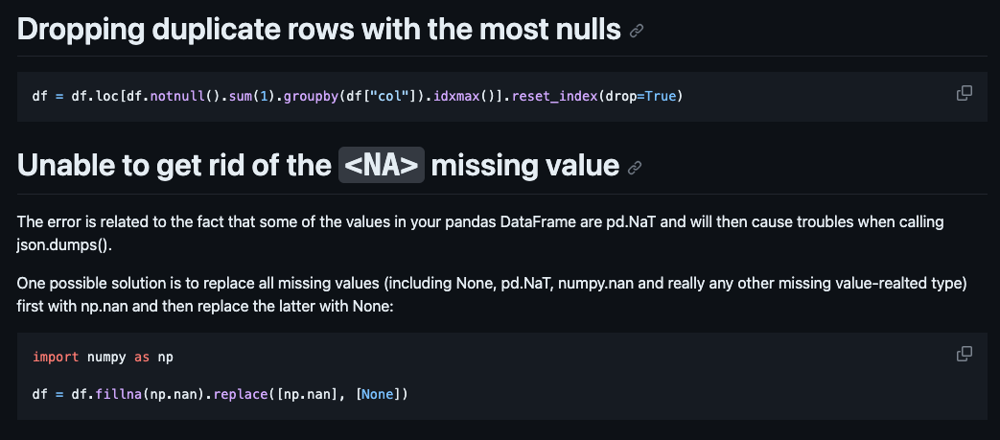 Dropping duplicate rows with the most nulls
df = df.loc[df.notnull().sum(1).groupby(df["col"]).idxmax()].reset_index(drop=True)
Unable to get rid of the <NA> missing value
The error is related to the fact that some of the values in your pandas DataFrame are pd.NaT and will then cause troubles when calling
json.dumps().
One possible solution is to replace all missing values (including None, pd.NaT, numpy.nan and really any other missing value-realted type)
first with np.nan and then replace the latter with None:
import numpy as np
df = df.fillna(np.nan).replace([np.nan], [None])